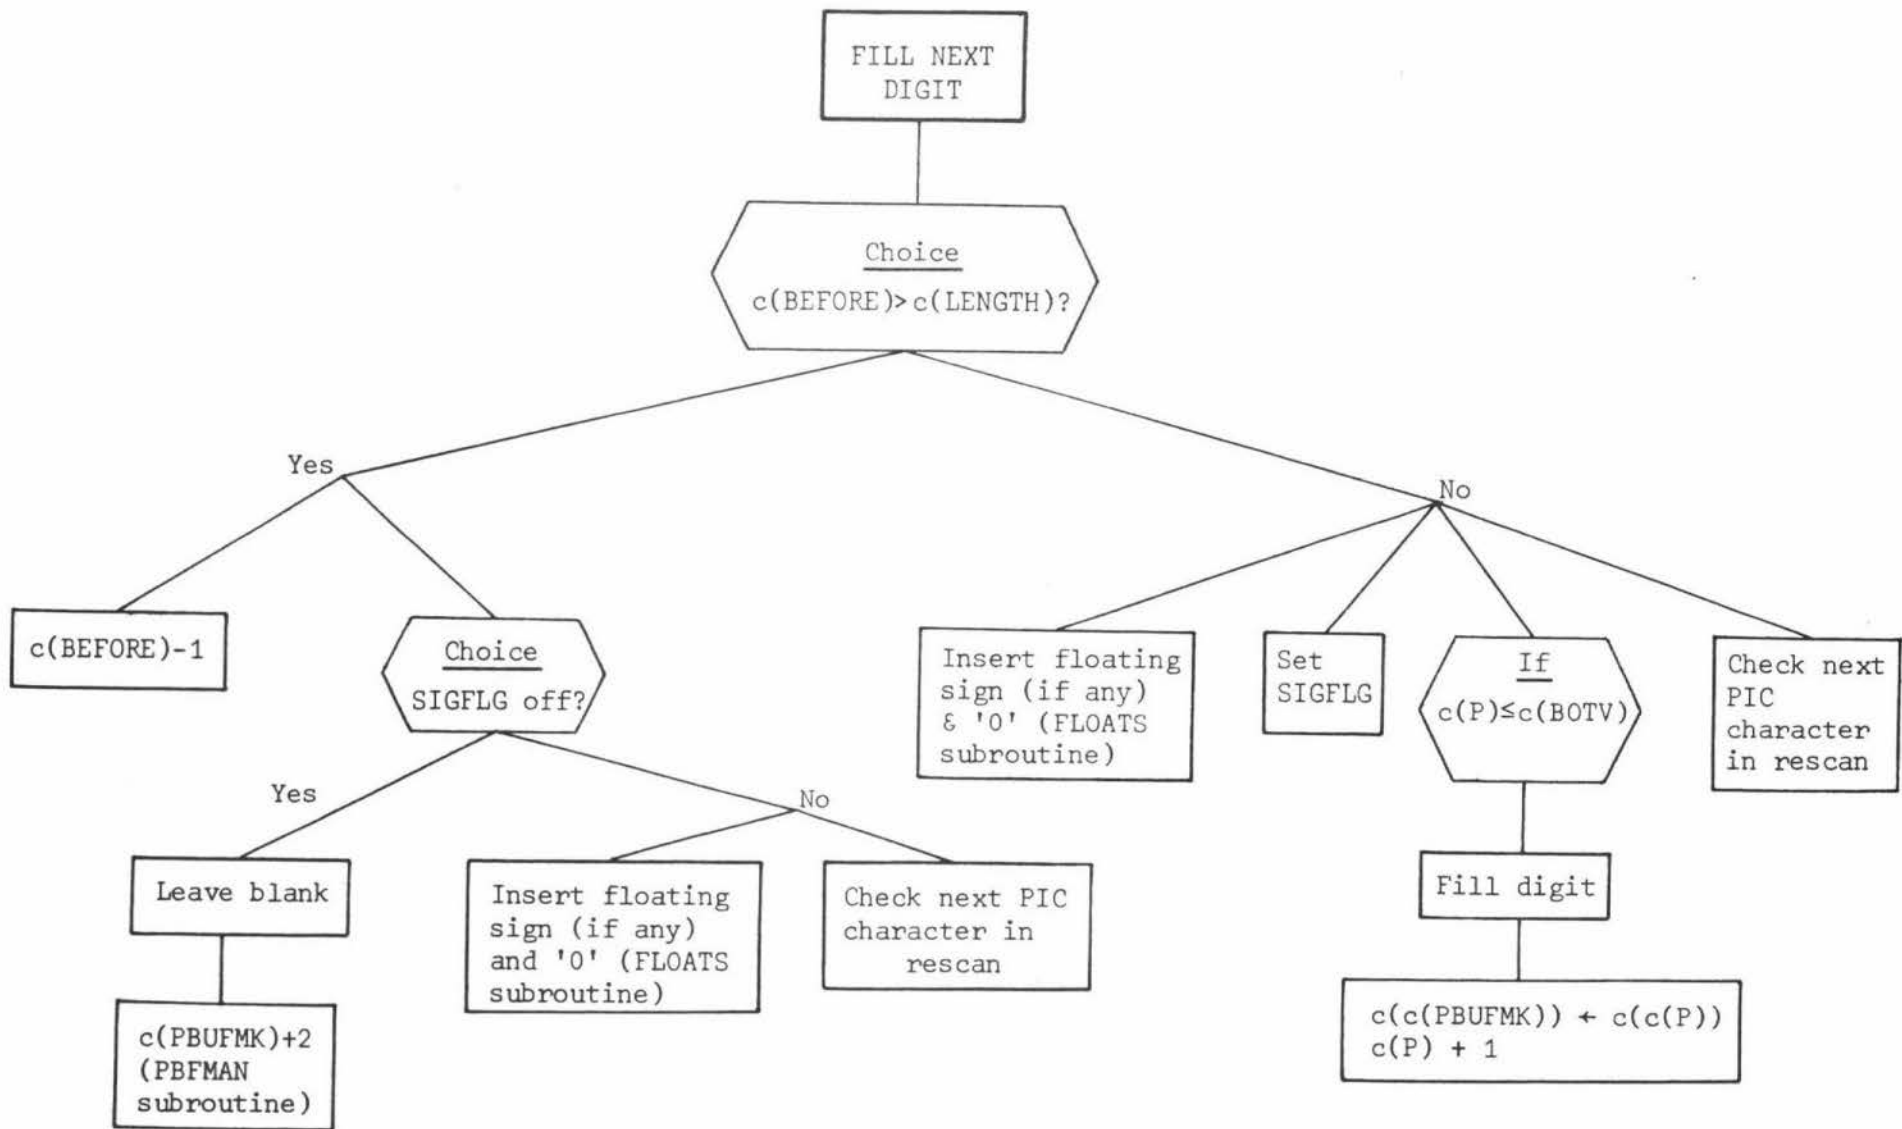 FILL NEXT
DIGIT
Choice
c(BEFORE)>c(LENGTH)?
Yes
No
c(BEFORE)-1
Choice
SIGFLG off?
Insert floating
sign (if any)
& '0' (FLOATS
subroutine)
Set
SIGFLG
If
c(P)≤c(BOTV)
Check next
PIC
character
in rescan
Yes
No
Leave blank
Insert floating
sign (if any)
and '0' (FLOATS
subroutine)
Check next PIC
character in
rescan
Fill digit
c(PBUFMK)+2
(PBFMAN
subroutine)
c(c(PBUFMK)) ← c(c(P))
c(P) + 1